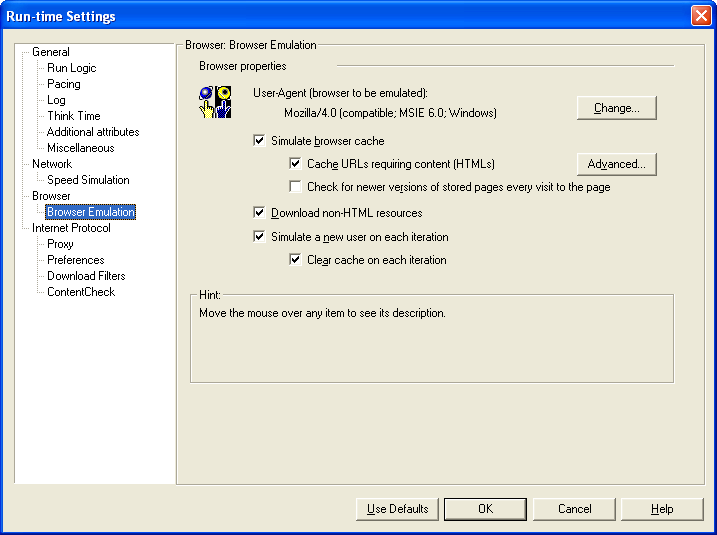 Run-time Settings
General
Run Logic
Pacing
Log
Think Time
Additional attributes
Miscellaneous
Network
Speed Simulation
Browser
Browser Emulation
Internet Protocol
Proxy
Preferences
Download Filters
ContentCheck
Browser: Browser Emulation
Browser properties
User-Agent (browser to be emulated):
Mozilla/4.0 (compatible; MSIE 6.0; Windows)
Change...
Simulate browser cache
Cache URLs requiring content (HTMLs)
Advanced...
Check for newer versions of stored pages every visit to the page
Download non-HTML resources
Simulate a new user on each iteration
Clear cache on each iteration
Hint:
Move the mouse over any item to see its description.
Use Defaults
OK
Cancel
Help